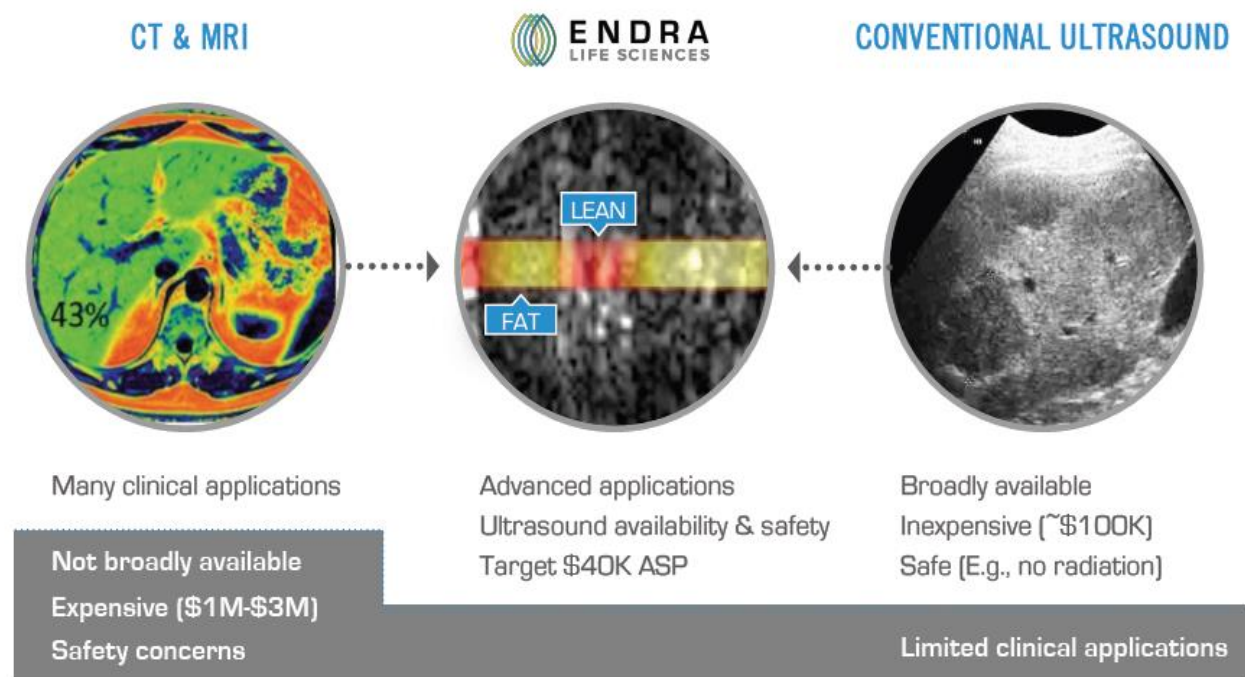 CT & MRI
ENDRA
LIFE SCIENCES
CONVENTIONAL ULTRASOUND
43%
LEAN
FAT
Many clinical applications
Not broadly available
Expensive ($1M-$3M)
Safety concerns
Advanced applications
Ultrasound availability & safety
Target $40K ASP
Broadly available
Inexpensive (~$100K)
Safe (E.g., no radiation)
Limited clinical applications